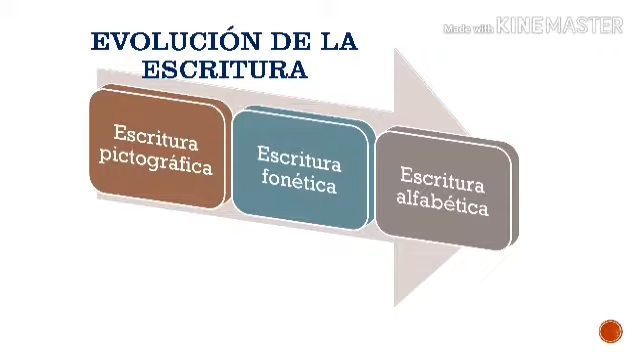 Made with KINEMASTER
EVOLUCIÓN DE LA
ESCRITURA
Escritura
pictográfica
Escritura
fonética
Escritura
alfabética